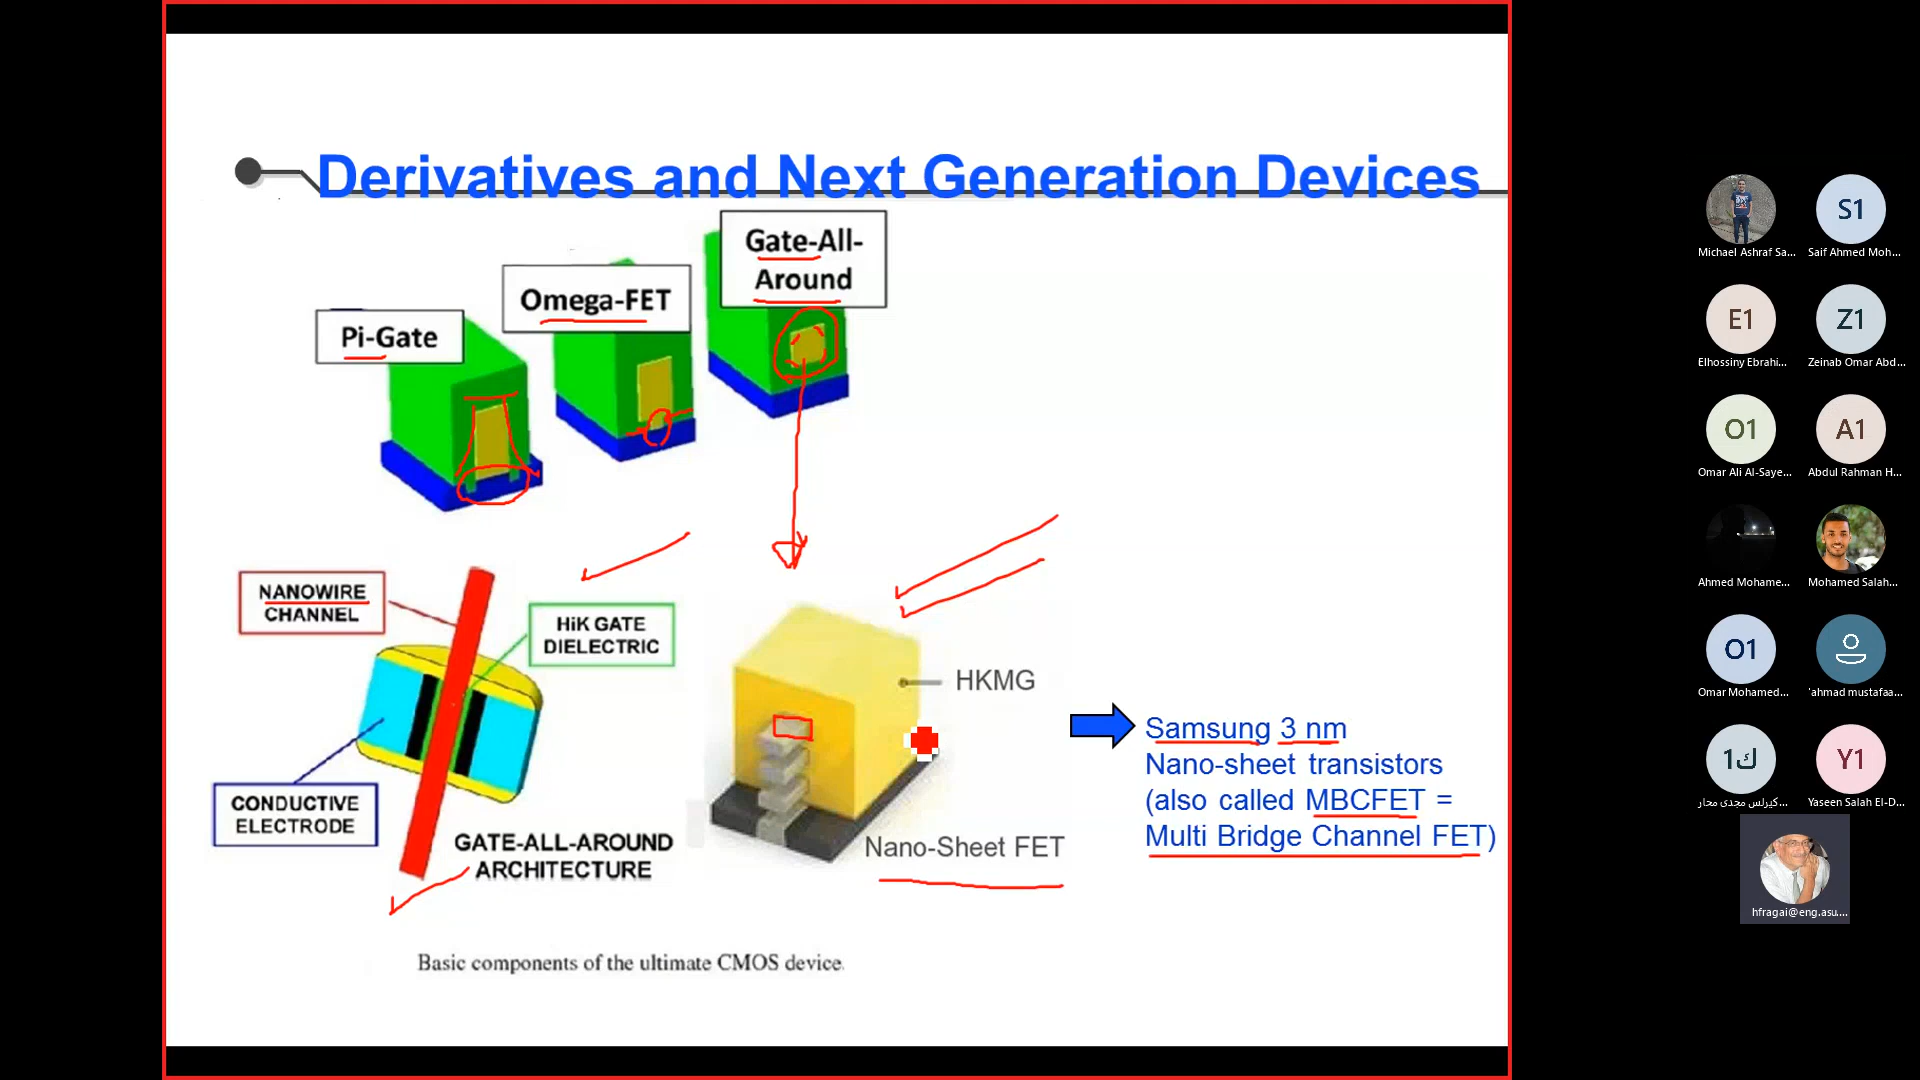 Derivatives and Next Generation Devices
Gate-All-
Around
Omega-FET
Pi-Gate
NANOWIRE
CHANNEL
HiK GATE
DIELECTRIC
CONDUCTIVE
ELECTRODE
GATE-ALL-AROUND
ARCHITECTURE
HKMG
Nano-Sheet FET
Samsung 3 nm
Nano-sheet transistors
(also called MBCFET =
Multi Bridge Channel FET)
Basic components of the ultimate CMOS device.
Michael Ashraf Sa...
S1
Saif Ahmed Moh...
E1
Elhossiny Ebrahi...
Z1
Zeinab Omar Abd...
O1
Omar Ali Al-Saye...
A1
Abdul Rahman H...
Ahmed Mohame...
Mohamed Salah...
O1
Omar Mohamed...
'ahmad mustafaa...
ك1
كيرلس مجدى محار...
Y1
Yaseen Salah El-D...
hfragai@eng.asu....